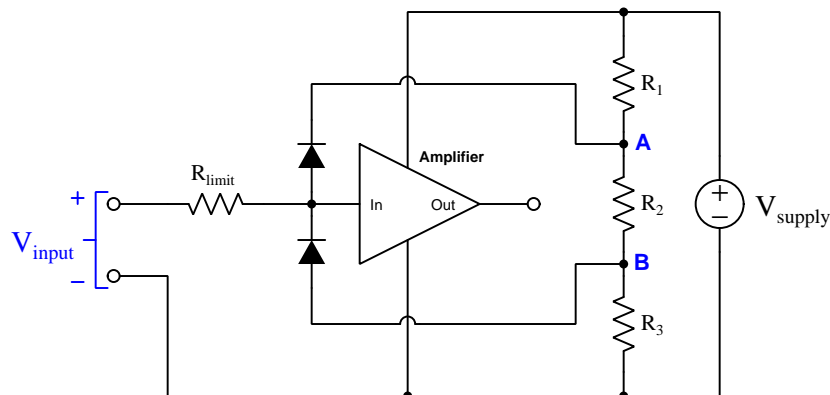 R1
A
Amplifier
Rlimit
+
In
Out
R2
+
−
Vsupply
Vinput
−
B
R3